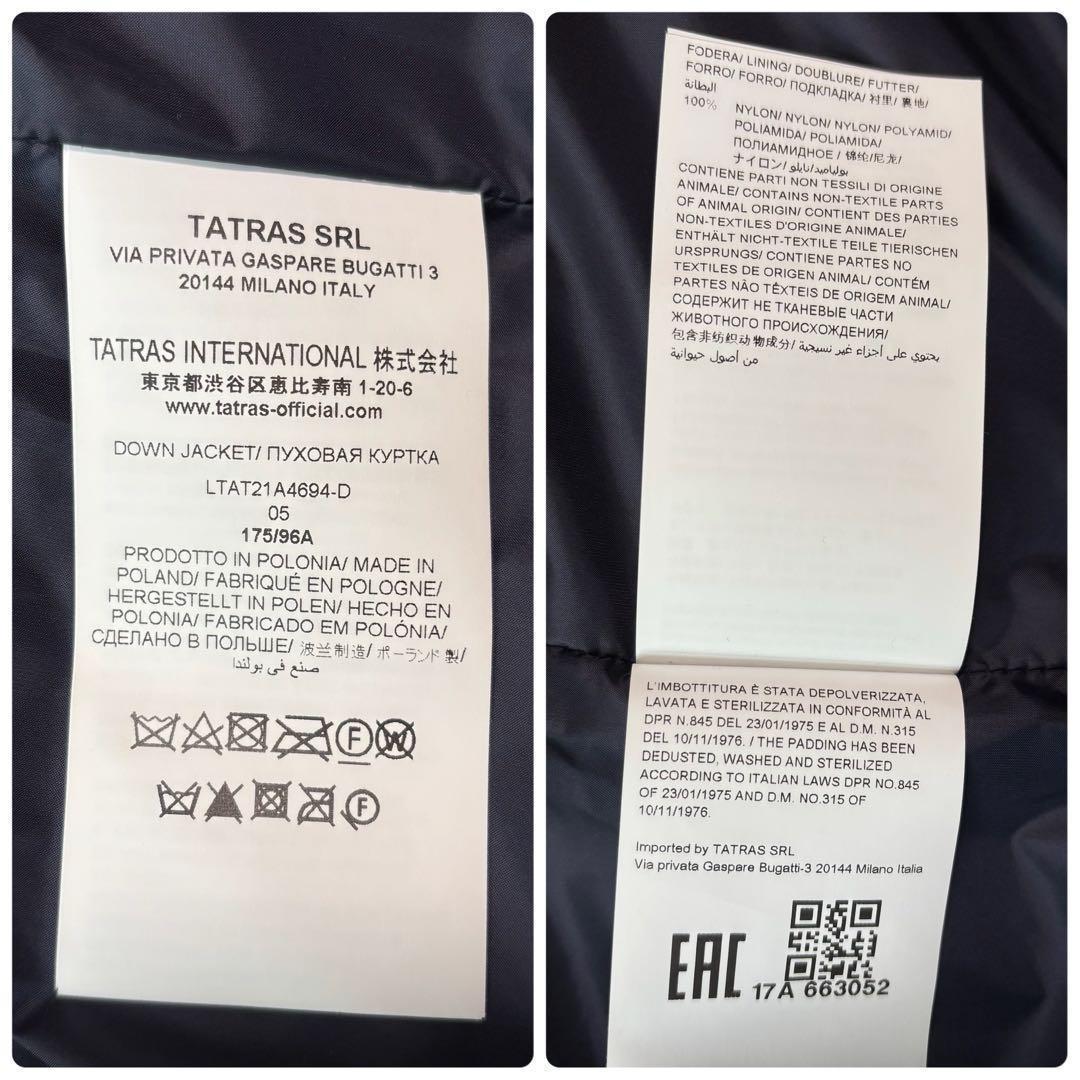 TATRAS SRL
VIA PRIVATA GASPARE BUGATTI 3
20144 MILANO ITALY
TATRAS INTERNATIONAL 株式会社
東京都渋谷区恵比寿南 1-20-6
www.tatras-official.com
DOWN JACKET/ ПУХОВАЯ КУРТКА
LTAT21A4694-D
05
175/96A
PRODOTTO IN POLONIA/ MADE IN
POLAND/ FABRIQUÉ EN POLOGNE/
HERGESTELLT IN POLEN/ HECHO EN
POLONIA/ FABRICADO EM POLÓNIA/
СДЕЛАНО В ПОЛЬШЕ/ 波兰制造/ ポーランド製/
صنع في بولندا
F W
F
FODERA/ LINING/ DOUBLURE/ FUTTER/
FORRO/ FORRO/ ПОДКЛАДКА/ 衬里/ 裏地/
البطانة
100%
NYLON/ NYLON/ NYLON/ POLYAMID/
POLIAMIDA/ POLIAMIDA/
ПОЛИАМИДНОЕ / 锦纶/尼龙/
ナイロン/ بولياميد/نايلو
CONTIENE PARTI NON TESSILI DI ORIGINE
ANIMALE/ CONTAINS NON-TEXTILE PARTS
OF ANIMAL ORIGIN/ CONTIENT DES PARTIES
NON-TEXTILES D'ORIGINE ANIMALE/
ENTHÄLT NICHT-TEXTILE TEILE TIERISCHEN
URSPRUNGS/ CONTIENE PARTES NO
TEXTILES DE ORIGEN ANIMAL/ CONTÉM
PARTES NÃO TÊXTEIS DE ORIGEM ANIMAL/
СОДЕРЖИТ НЕ ТКАНЕВЫЕ ЧАСТИ
ЖИВОТНОГО ПРОИСХОЖДЕНИЯ/
包含非纺织动物成分/ يحتوي على أجزاء غير نسيجية
من أصول حيوانية
L'IMBOTTITURA È STATA DEPOLVERIZZATA,
LAVATA E STERILIZZATA IN CONFORMITÀ AL
DPR N.845 DEL 23/01/1975 E AL D.M. N.315
DEL 10/11/1976. / THE PADDING HAS BEEN
DEDUSTED, WASHED AND STERILIZED
ACCORDING TO ITALIAN LAWS DPR NO.845
OF 23/01/1975 AND D.M. NO.315 OF
10/11/1976.
Imported by TATRAS SRL
Via privata Gaspare Bugatti-3 20144 Milano Italia
EAC
17A 663052